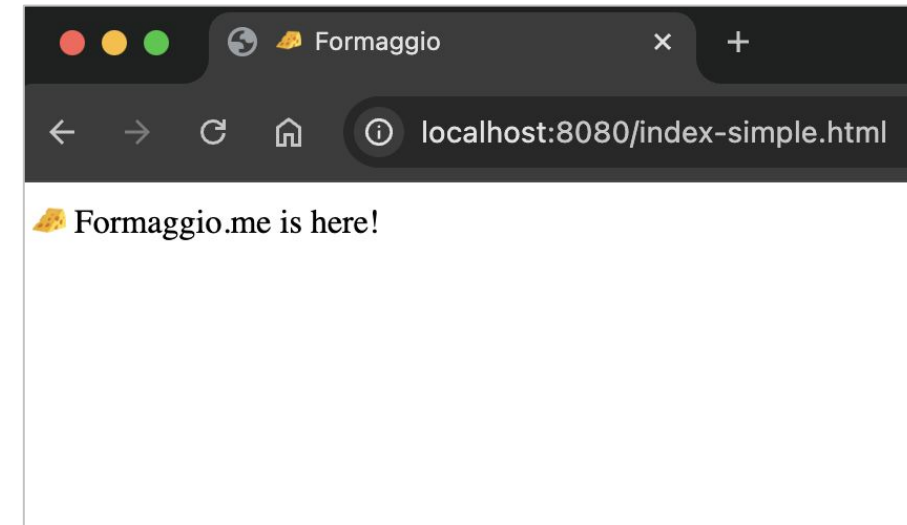 🧀 Formaggio
localhost:8080/index-simple.html
🧀 Formaggio.me is here!